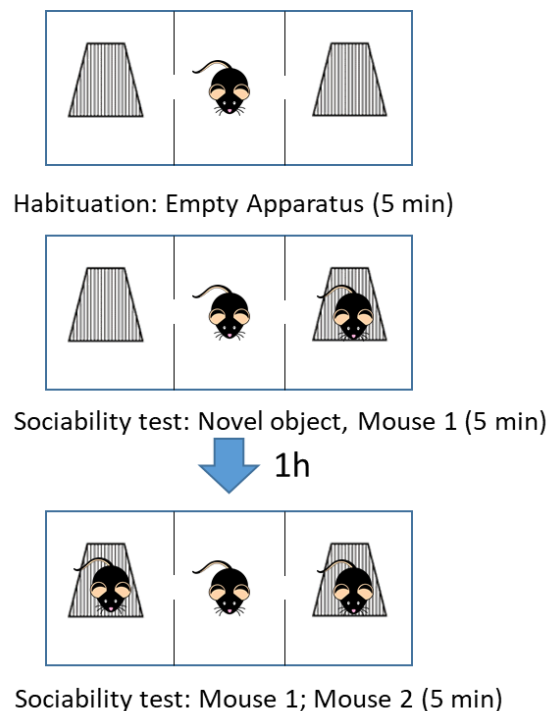 Habituation: Empty Apparatus (5 min)
Sociability test: Novel object, Mouse 1 (5 min)
1h
Sociability test: Mouse 1; Mouse 2 (5 min)